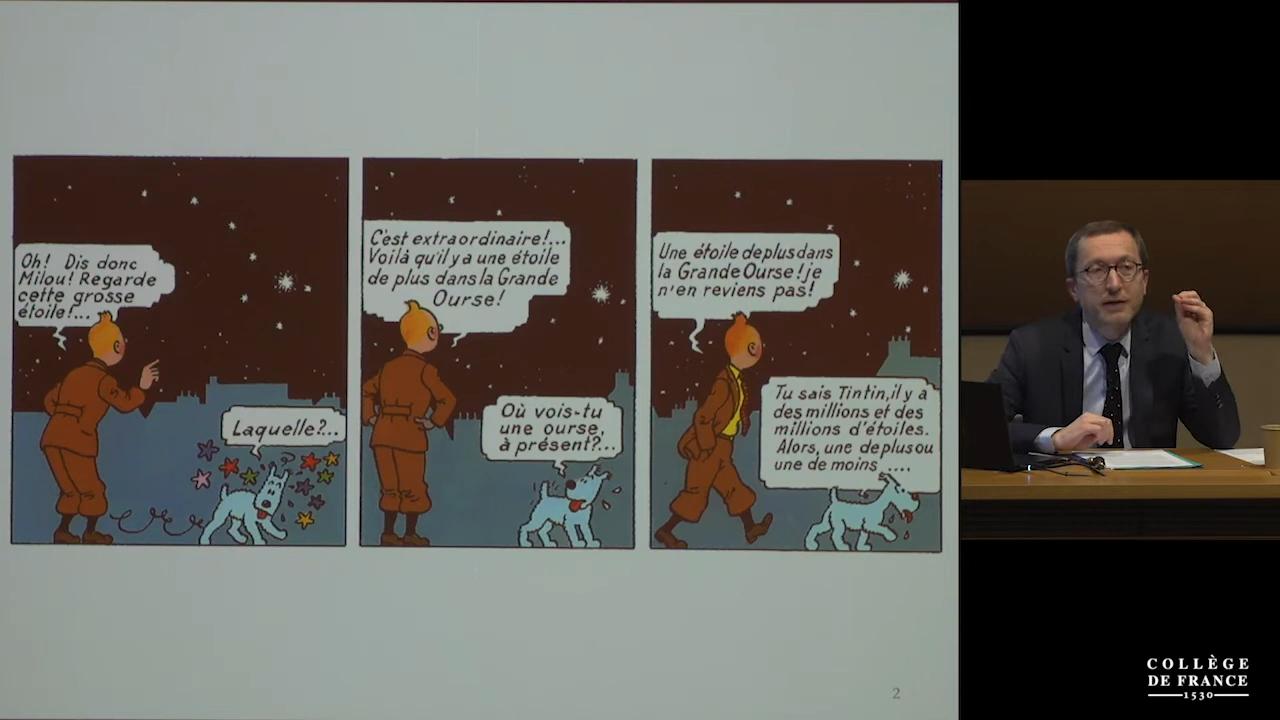 Oh! Dis donc
Milou! Regarde
cette grosse
étoile!...
Laquelle?...
?
C'est extraordinaire!...
Voilà qu'il y a une étoile
de plus dans la Grande
Ourse!
Où vois-tu
une ourse,
à présent?...
Une étoile de plus dans
la Grande Ourse! je
n'en reviens pas!
Tu sais Tintin, il y a
des millions et des
millions d'étoiles.
Alors, une de plus ou
une de moins ....
2
COLLÈGE
DE FRANCE
1530